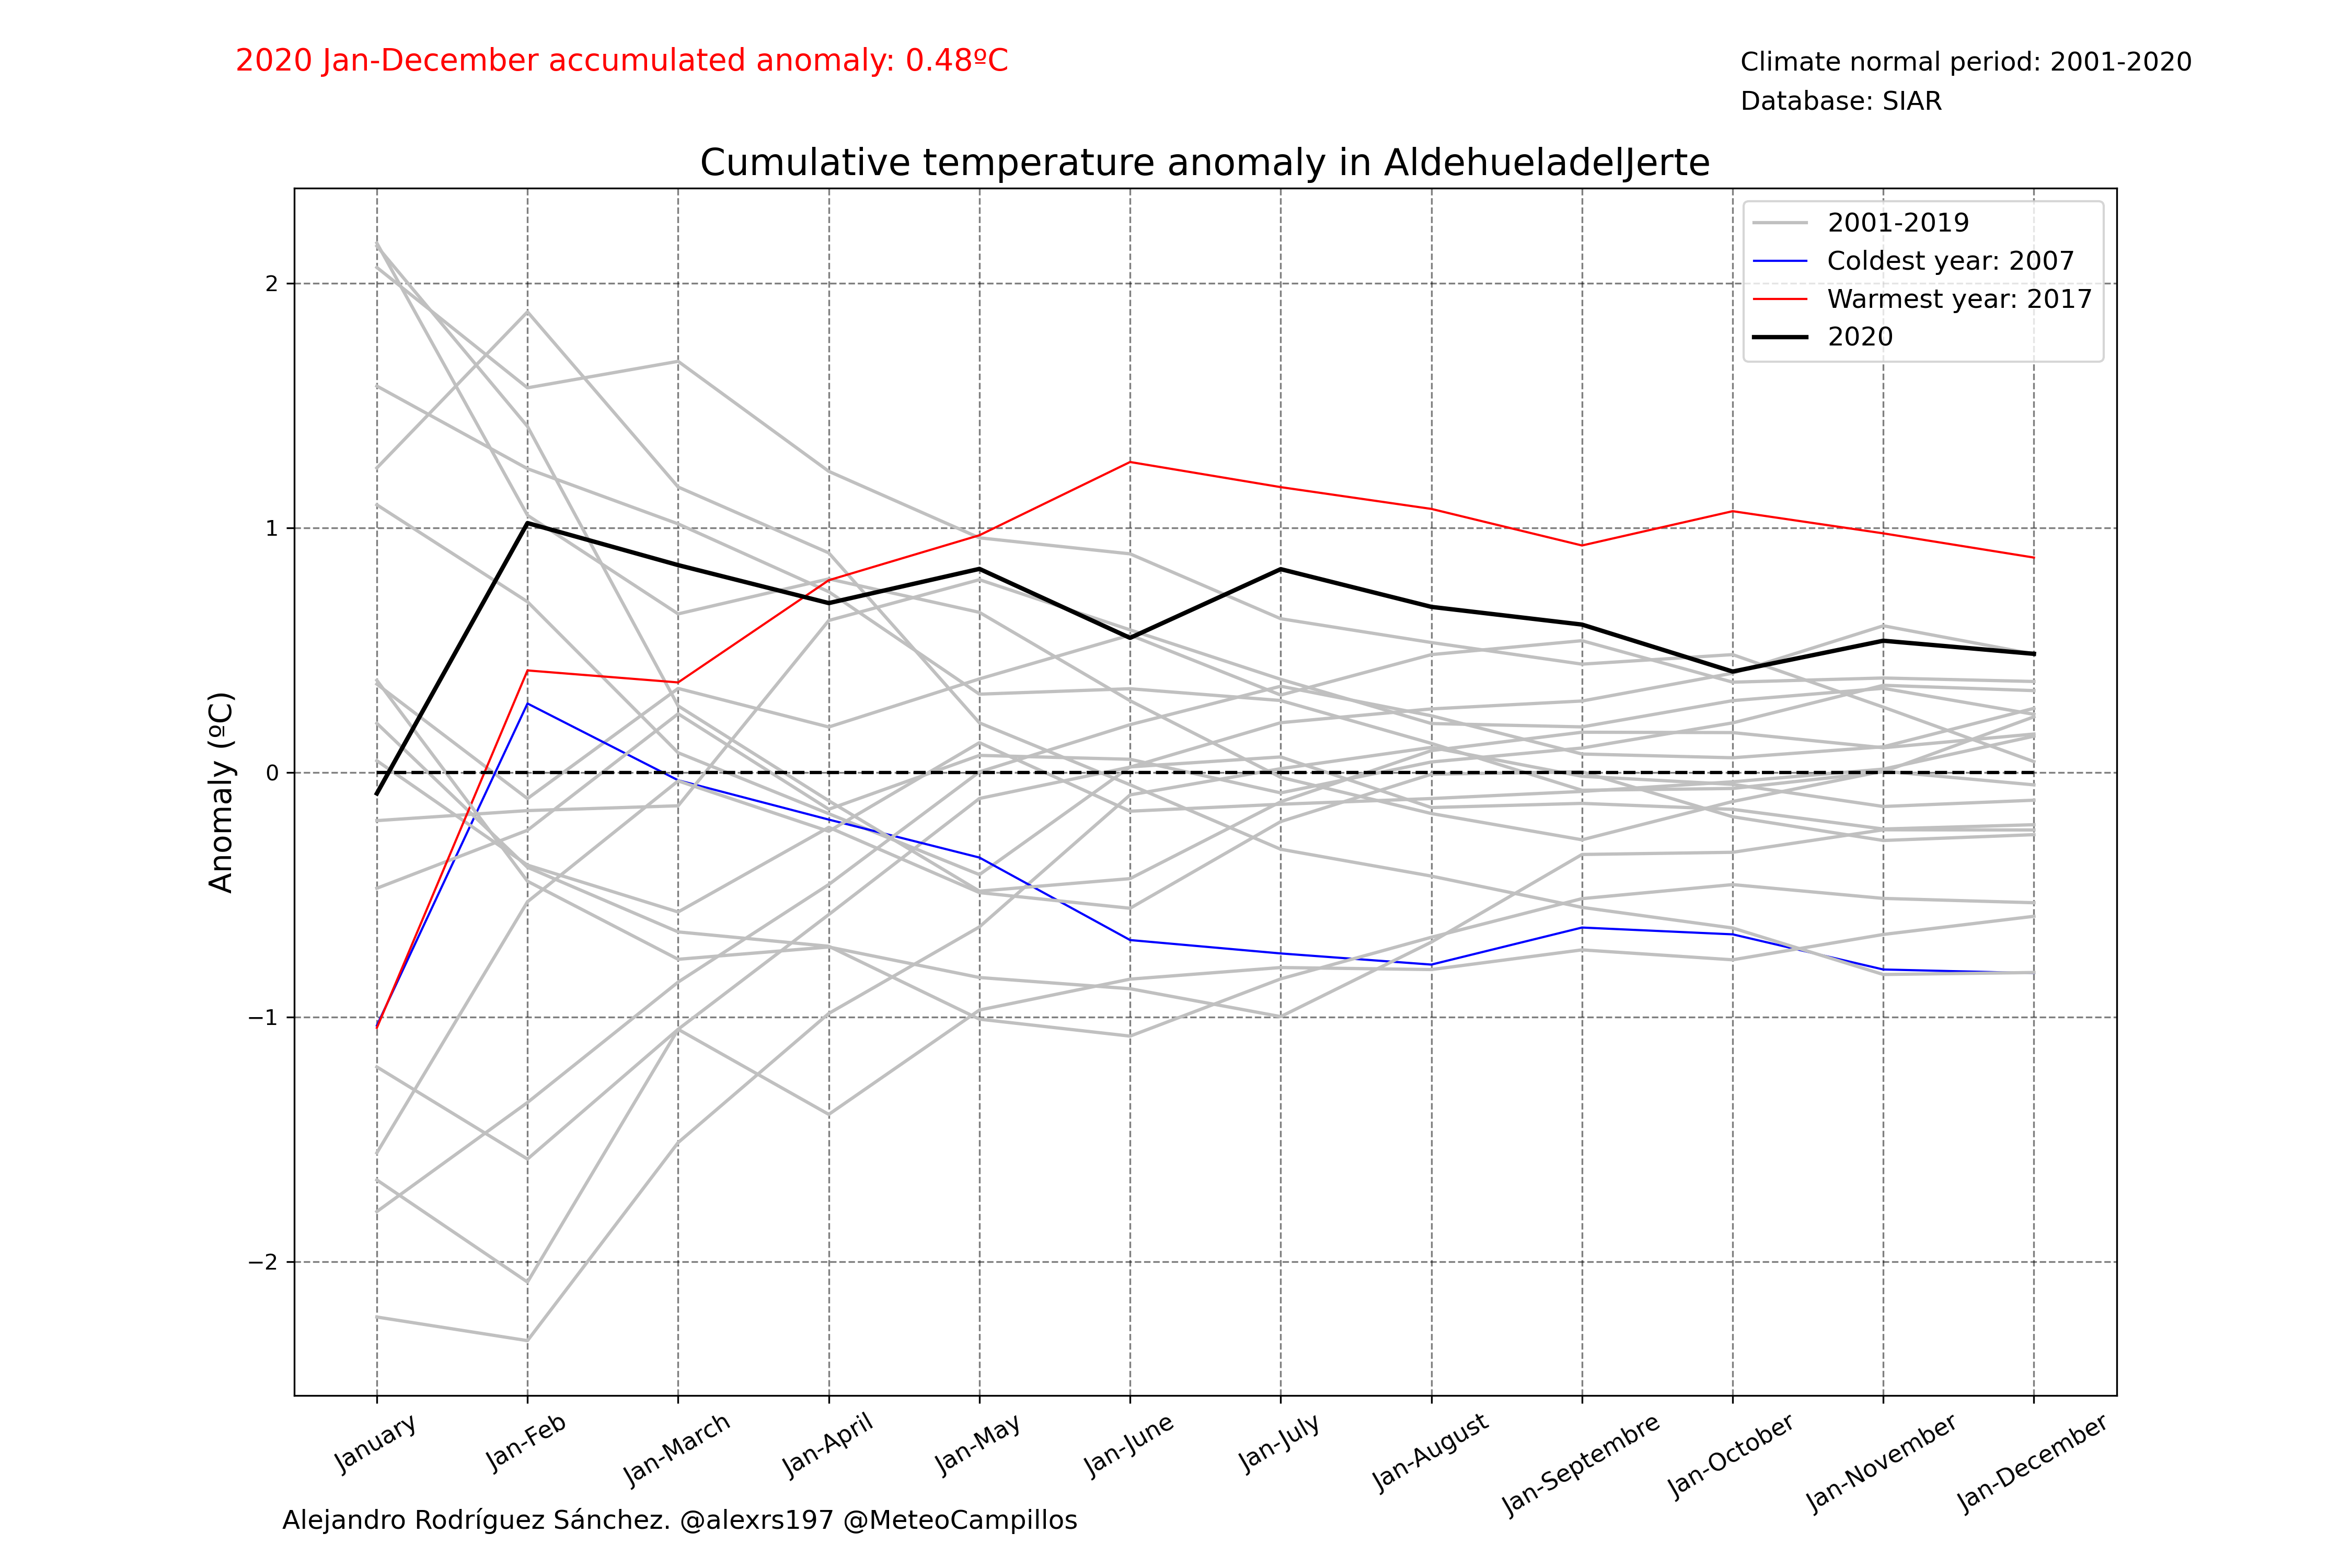 2020 Jan-December accumulated anomaly: 0.48ºC
Climate normal period: 2001-2020
Database: SIAR
Cumulative temperature anomaly in AldehueladelJerte
2001-2019
Coldest year: 2007
Warmest year: 2017
2020
Anomaly (ºC)
2
1
0
−1
−2
January
Jan-Feb
Jan-March
Jan-April
Jan-May
Jan-June
Jan-July
Jan-August
Jan-Septembre
Jan-October
Jan-November
Jan-December
Alejandro Rodríguez Sánchez. @alexrs197 @MeteoCampillos